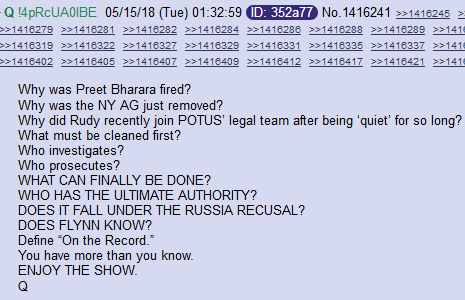 Q !4pRcUA0lBE 05/15/18 (Tue) 01:32:59 ID: 352a77 No.1416241 >>1416245
>>1416279 >>1416281 >>1416282 >>1416284 >>1416286 >>1416288 >>1416289
>>1416319 >>1416322 >>1416327 >>1416329 >>1416331 >>1416335 >>1416337
>>1416402 >>1416405 >>1416407 >>1416409 >>1416412 >>1416417 >>1416421
Why was Preet Bharara fired?
Why was the NY AG just removed?
Why did Rudy recently join POTUS’ legal team after being ‘quiet’ for so long?
What must be cleaned first?
Who investigates?
Who prosecutes?
WHAT CAN FINALLY BE DONE?
WHO HAS THE ULTIMATE AUTHORITY?
DOES IT FALL UNDER THE RUSSIA RECUSAL?
DOES FLYNN KNOW?
Define “On the Record.”
You have more than you know.
ENJOY THE SHOW.
Q